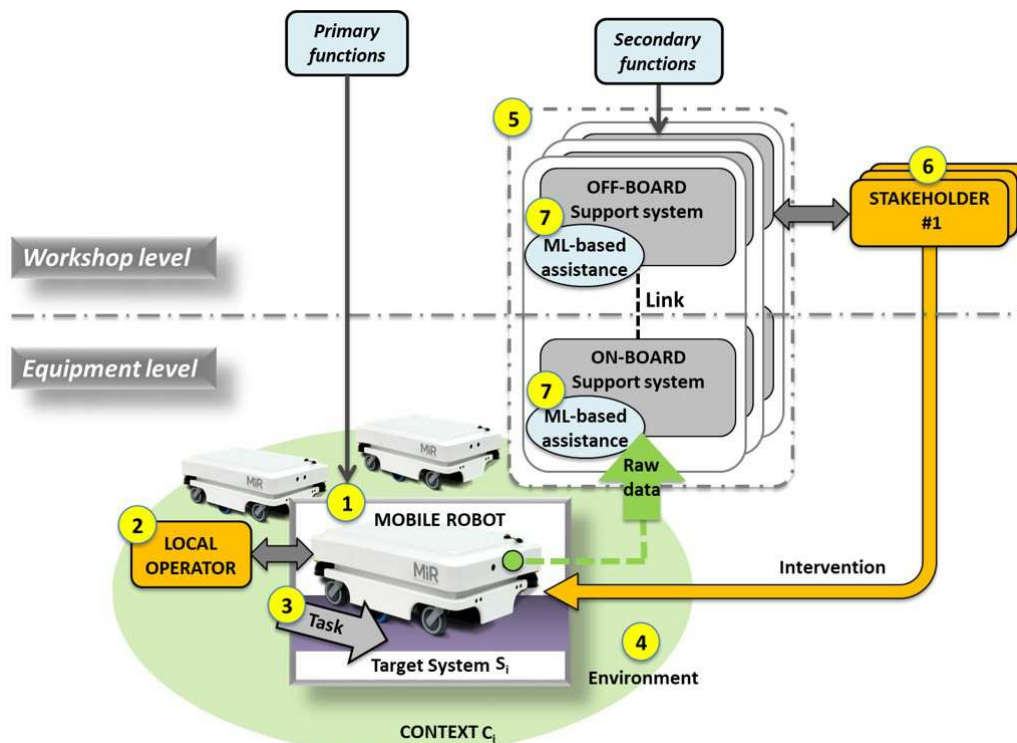 Primary
functions
Secondary
functions
5
6
OFF-BOARD
Support system
STAKEHOLDER
#1
7
ML-based
assistance
Workshop level
Link
Equipment level
ON-BOARD
Support system
7
ML-based
assistance
Raw
data
MiR
MiR
1
MOBILE ROBOT
2
LOCAL
OPERATOR
MiR
Intervention
3
Task
4
Target System Si
Environment
CONTEXT Ci